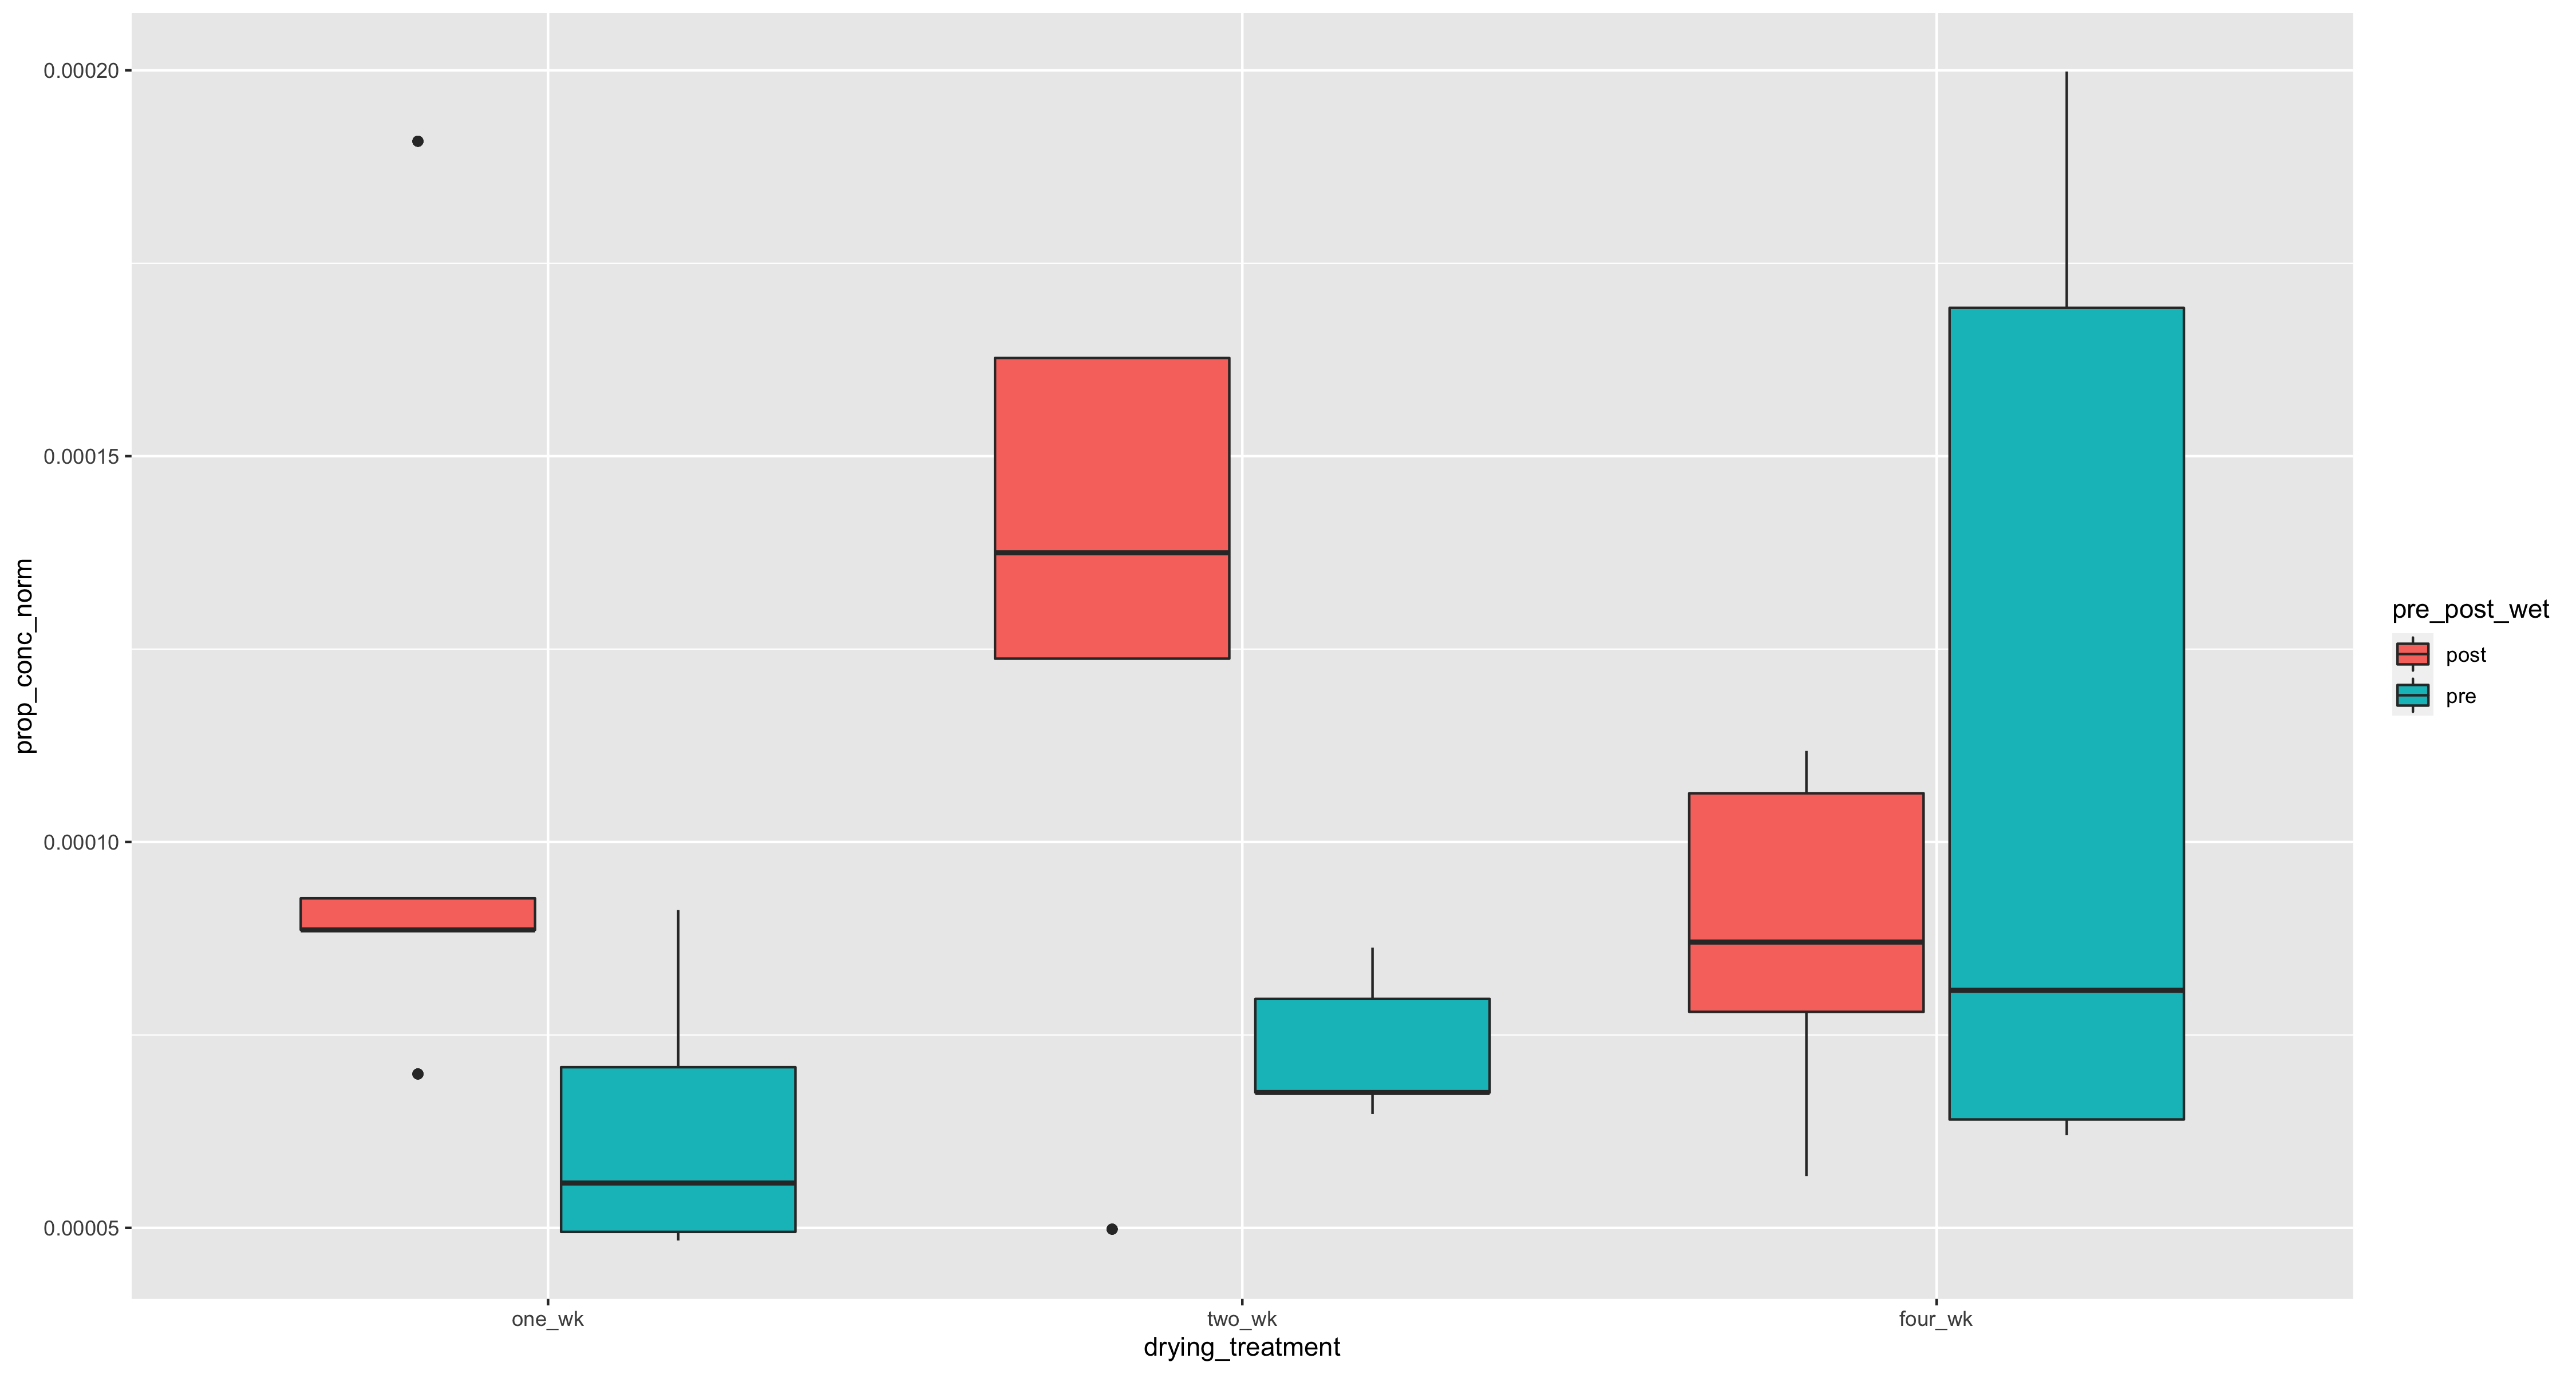 0.00020
0.00015
0.00010
0.00005
prop_conc_norm
one_wk
two_wk
four_wk
drying_treatment
pre_post_wet
post
pre